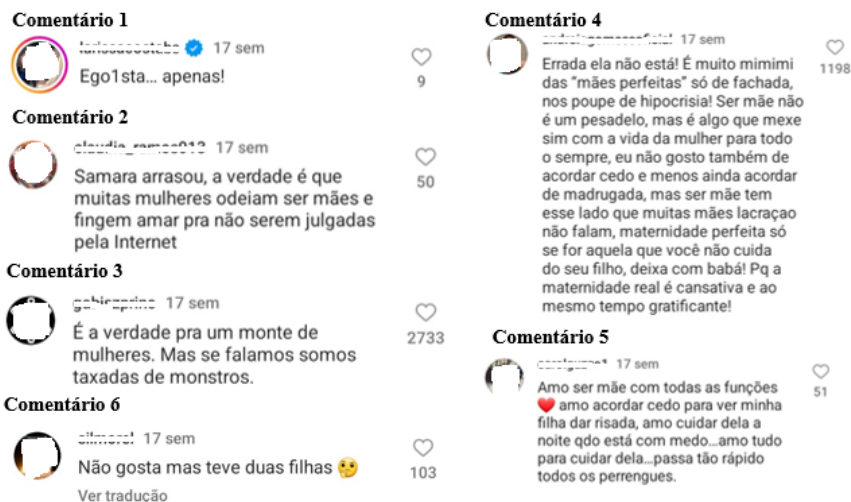 Comentário 1
17 sem
Ego1sta... apenas!
9
Comentário 2
17 sem
Samara arrasou, a verdade é que
muitas mulheres odeiam ser mães e
fingem amar pra não serem julgadas
pela Internet
50
Comentário 3
17 sem
É a verdade pra um monte de
mulheres. Mas se falamos somos
taxadas de monstros.
2733
Comentário 6
17 sem
Não gosta mas teve duas filhas 🤔
103
Ver tradução
Comentário 4
17 sem
Errada ela não está! É muito mimimi
das "mães perfeitas" só de fachada,
nos poupe de hipocrisia! Ser mãe não
é um pesadelo, mas é algo que mexe
sim com a vida da mulher para todo
o sempre, eu não gosto também de
acordar cedo e menos ainda acordar
de madrugada, mas ser mãe tem
esse lado que muitas mães lacraçao
não falam, maternidade perfeita só
se for aquela que você não cuida
do seu filho, deixa com babá! Pq a
maternidade real é cansativa e ao
mesmo tempo gratificante!
1198
Comentário 5
17 sem
Amo ser mãe com todas as funções
❤️ amo acordar cedo para ver minha
filha dar risada, amo cuidar dela a
noite qdo está com medo...amo tudo
para cuidar dela...passa tão rápido
todos os perrengues.
51